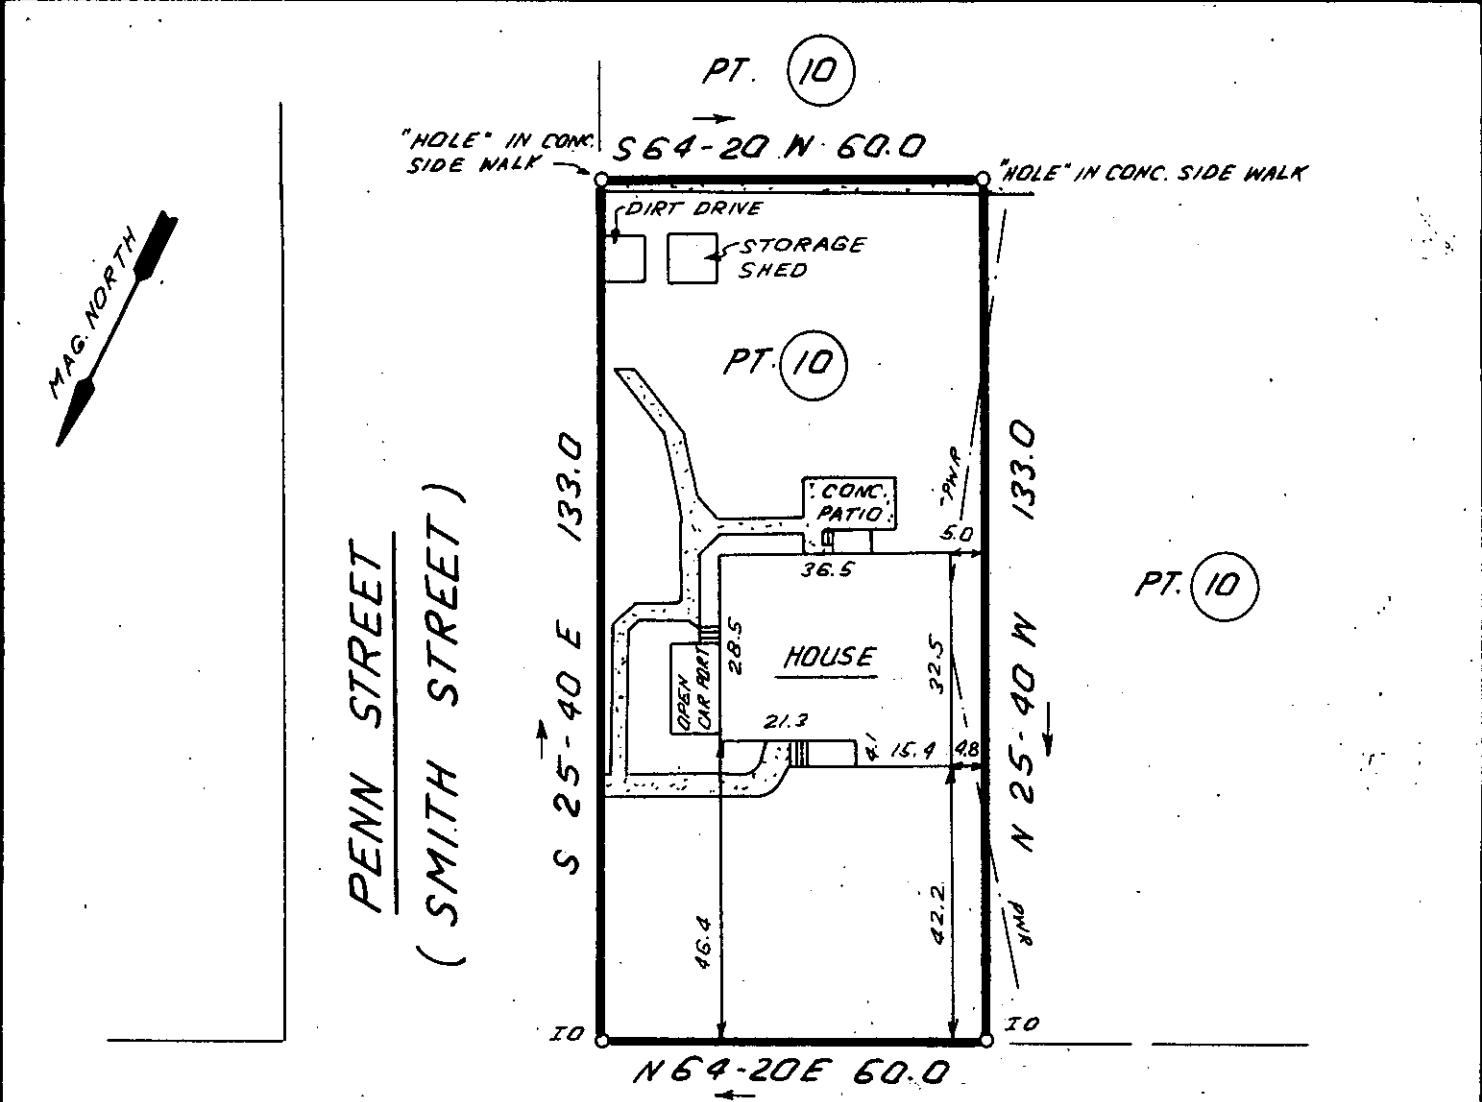 PT. 10
"HOLE" IN CONC.
SIDE WALK
S 64-20 W 60.0
"HOLE" IN CONC. SIDE WALK
DIRT DRIVE
STORAGE
SHED
MAG. NORTH
PT. 10
133.0
S 25-40 E
PENN STREET
(SMITH STREET)
CONC.
PATIO
PWR
5.0
36.5
133.0
N 25-40 W
PT. 10
28.5
HOUSE
32.5
OPEN
CAR PORT
21.3
4.1
15.4
4.8
46.4
42.2
PWR
IO
IO
N 64-20 E 60.0